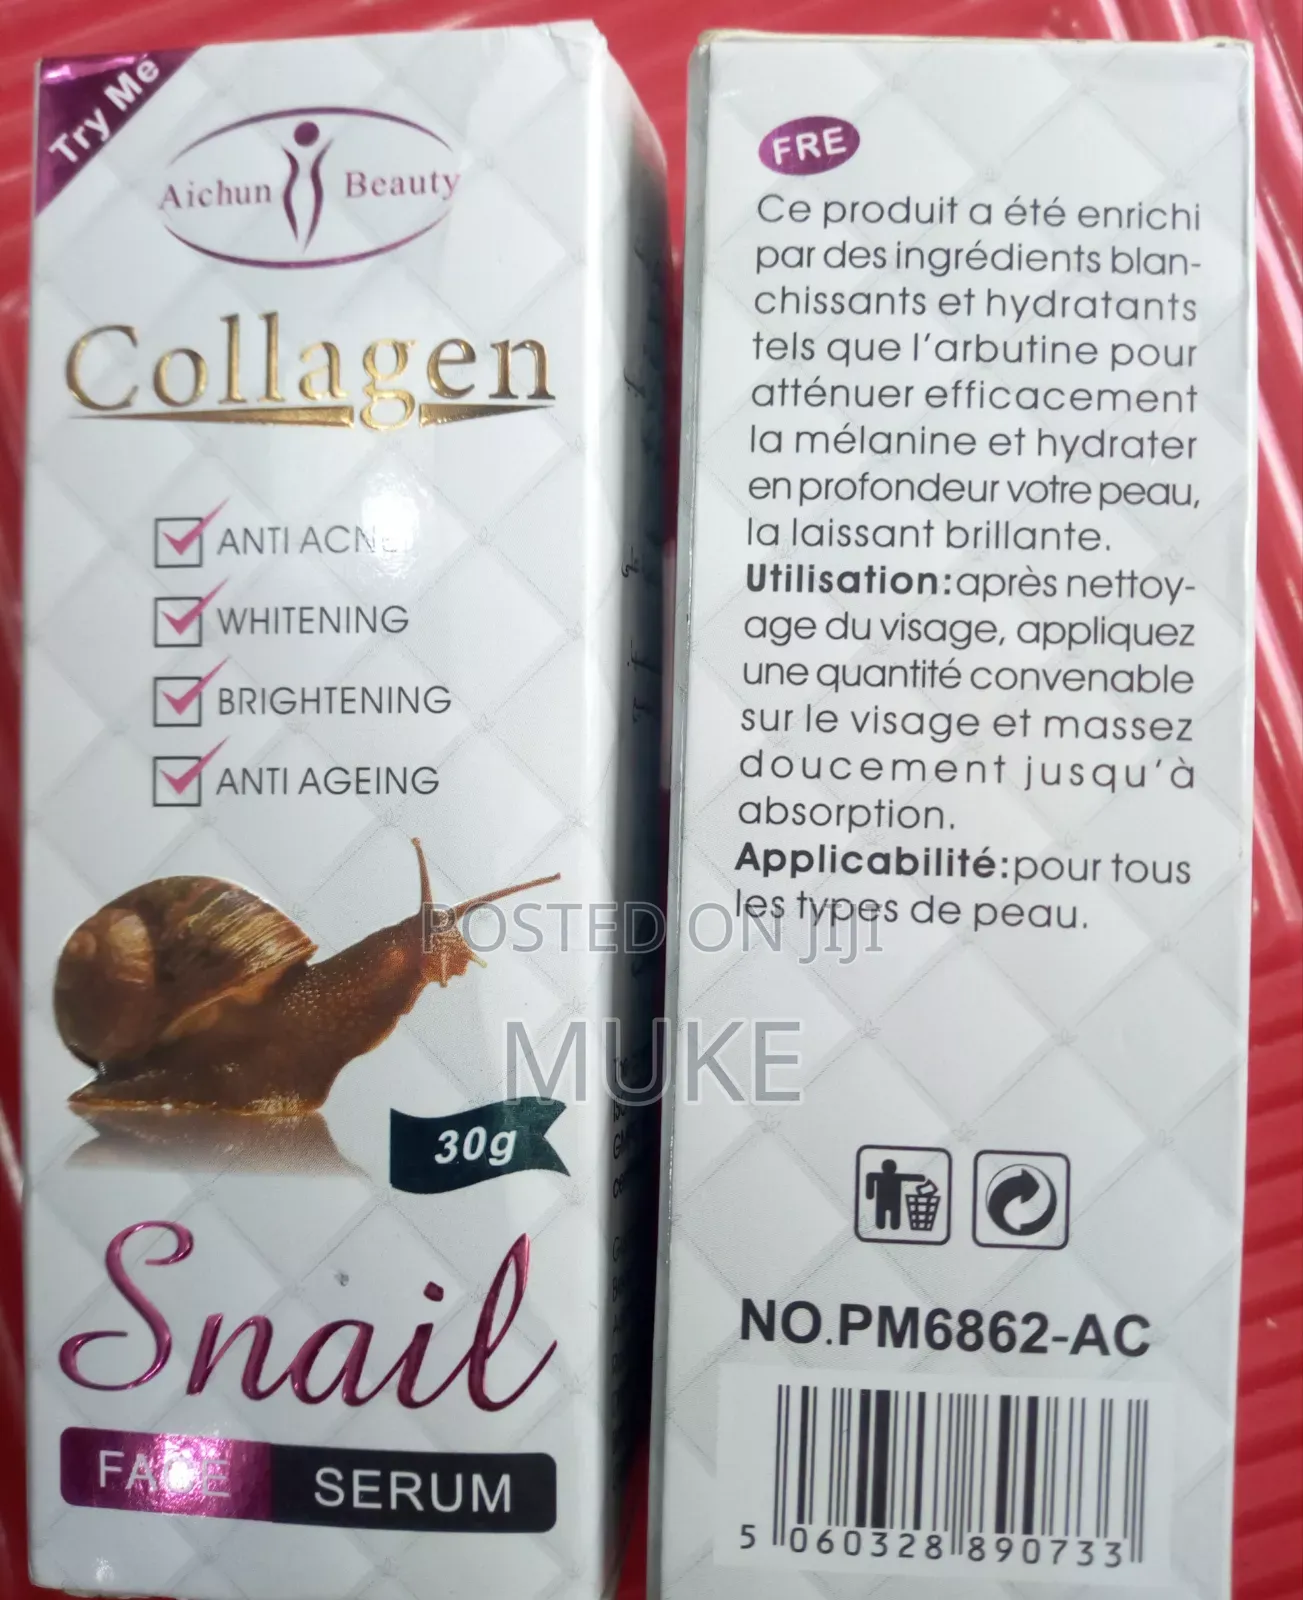 Try Me
Aichun Beauty
Collagen
ANTI ACNE
WHITENING
BRIGHTENING
ANTI AGEING
30g
Snail
FACE SERUM
FRE
Ce produit a été enrichi
par des ingrédients blan-
chissants et hydratants
tels que l'arbutine pour
atténuer efficacement
la mélanine et hydrater
en profondeur votre peau,
la laissant brillante.
Utilisation:après nettoy-
age du visage, appliquez
une quantité convenable
sur le visage et massez
doucement jusqu'à
absorption.
Applicabilité:pour tous
les types de peau.
POSTED ON JIJI
MUKE
NO.PM6862-AC
5 060328 890733